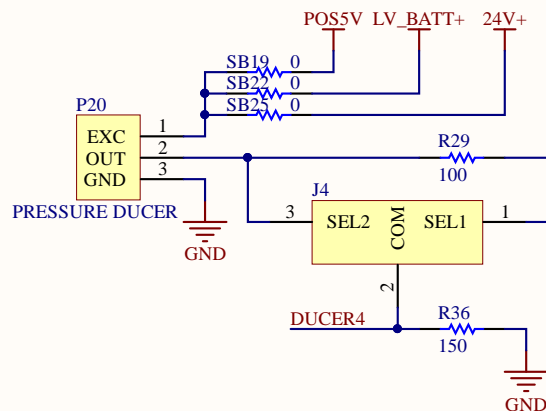 POS5V LV_BATT+ 24V+
SB19 0
SB22 0
SB25 0
P20
EXC 1
OUT 2
GND 3
PRESSURE DUCER
GND
R29
100
J4
3 SEL2 COM SEL1 1
2
DUCER4
R36
150
GND